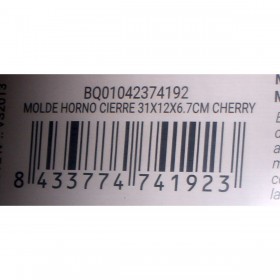 BQ01042374192
MOLDE HORNO CIERRE 31X12X6.7CM CHERRY
8 433774 741923